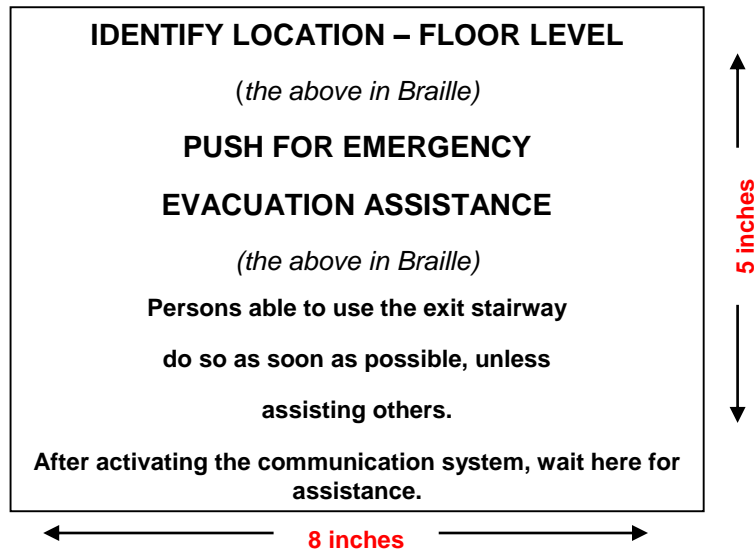 IDENTIFY LOCATION – FLOOR LEVEL
(the above in Braille)
PUSH FOR EMERGENCY
EVACUATION ASSISTANCE
(the above in Braille)
Persons able to use the exit stairway
do so as soon as possible, unless
assisting others.
After activating the communication system, wait here for
assistance.
5 inches
8 inches